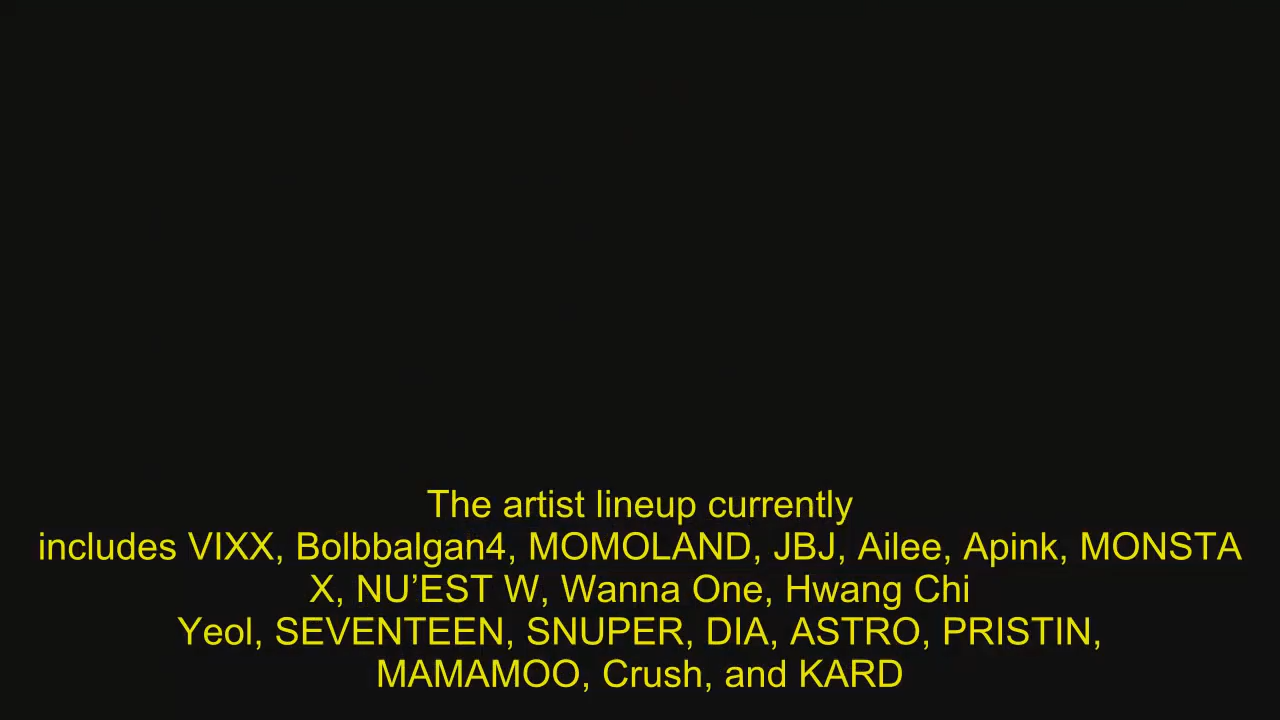 The artist lineup currently
includes VIXX, Bolbbalgan4, MOMOLAND, JBJ, Ailee, Apink, MONSTA
X, NU’EST W, Wanna One, Hwang Chi
Yeol, SEVENTEEN, SNUPER, DIA, ASTRO, PRISTIN,
MAMAMOO, Crush, and KARD